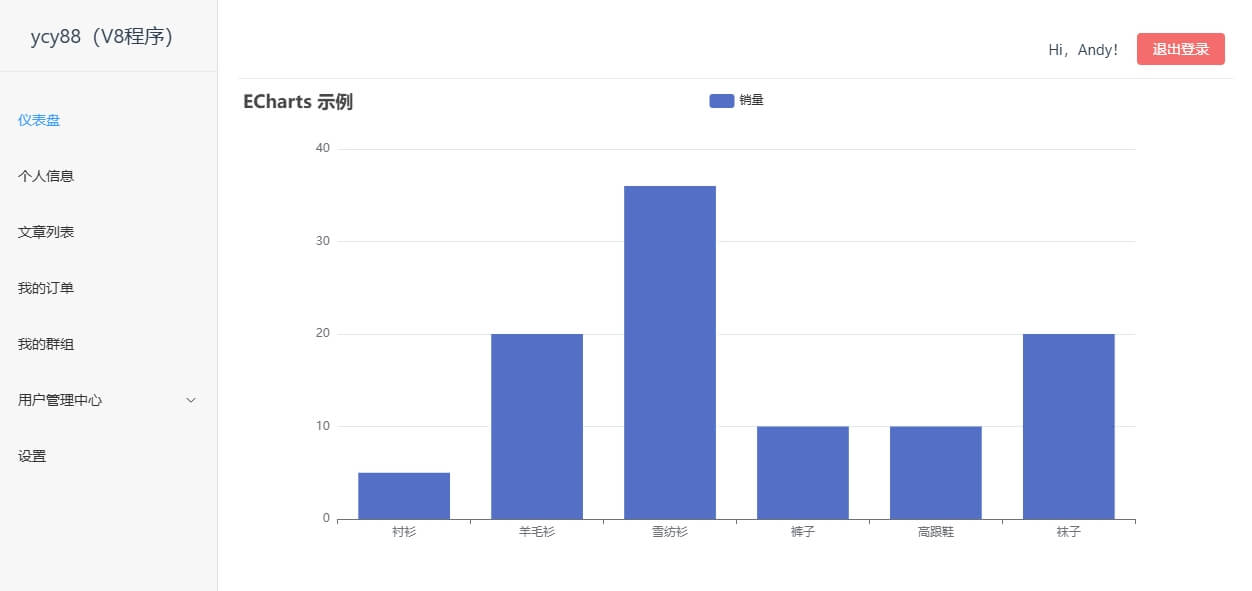 ycy88（V8程序）
Hi，Andy！
退出登录
仪表盘
个人信息
文章列表
我的订单
我的群组
用户管理中心
设置
ECharts 示例
销量
40
30
20
10
0
衬衫
羊毛衫
雪纺衫
裤子
高跟鞋
袜子